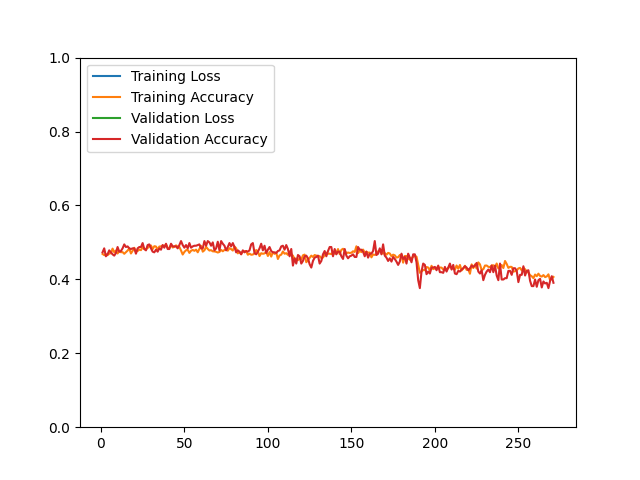 1.0
0.8
0.6
0.4
0.2
0.0
Training Loss
Training Accuracy
Validation Loss
Validation Accuracy
0 50 100 150 200 250